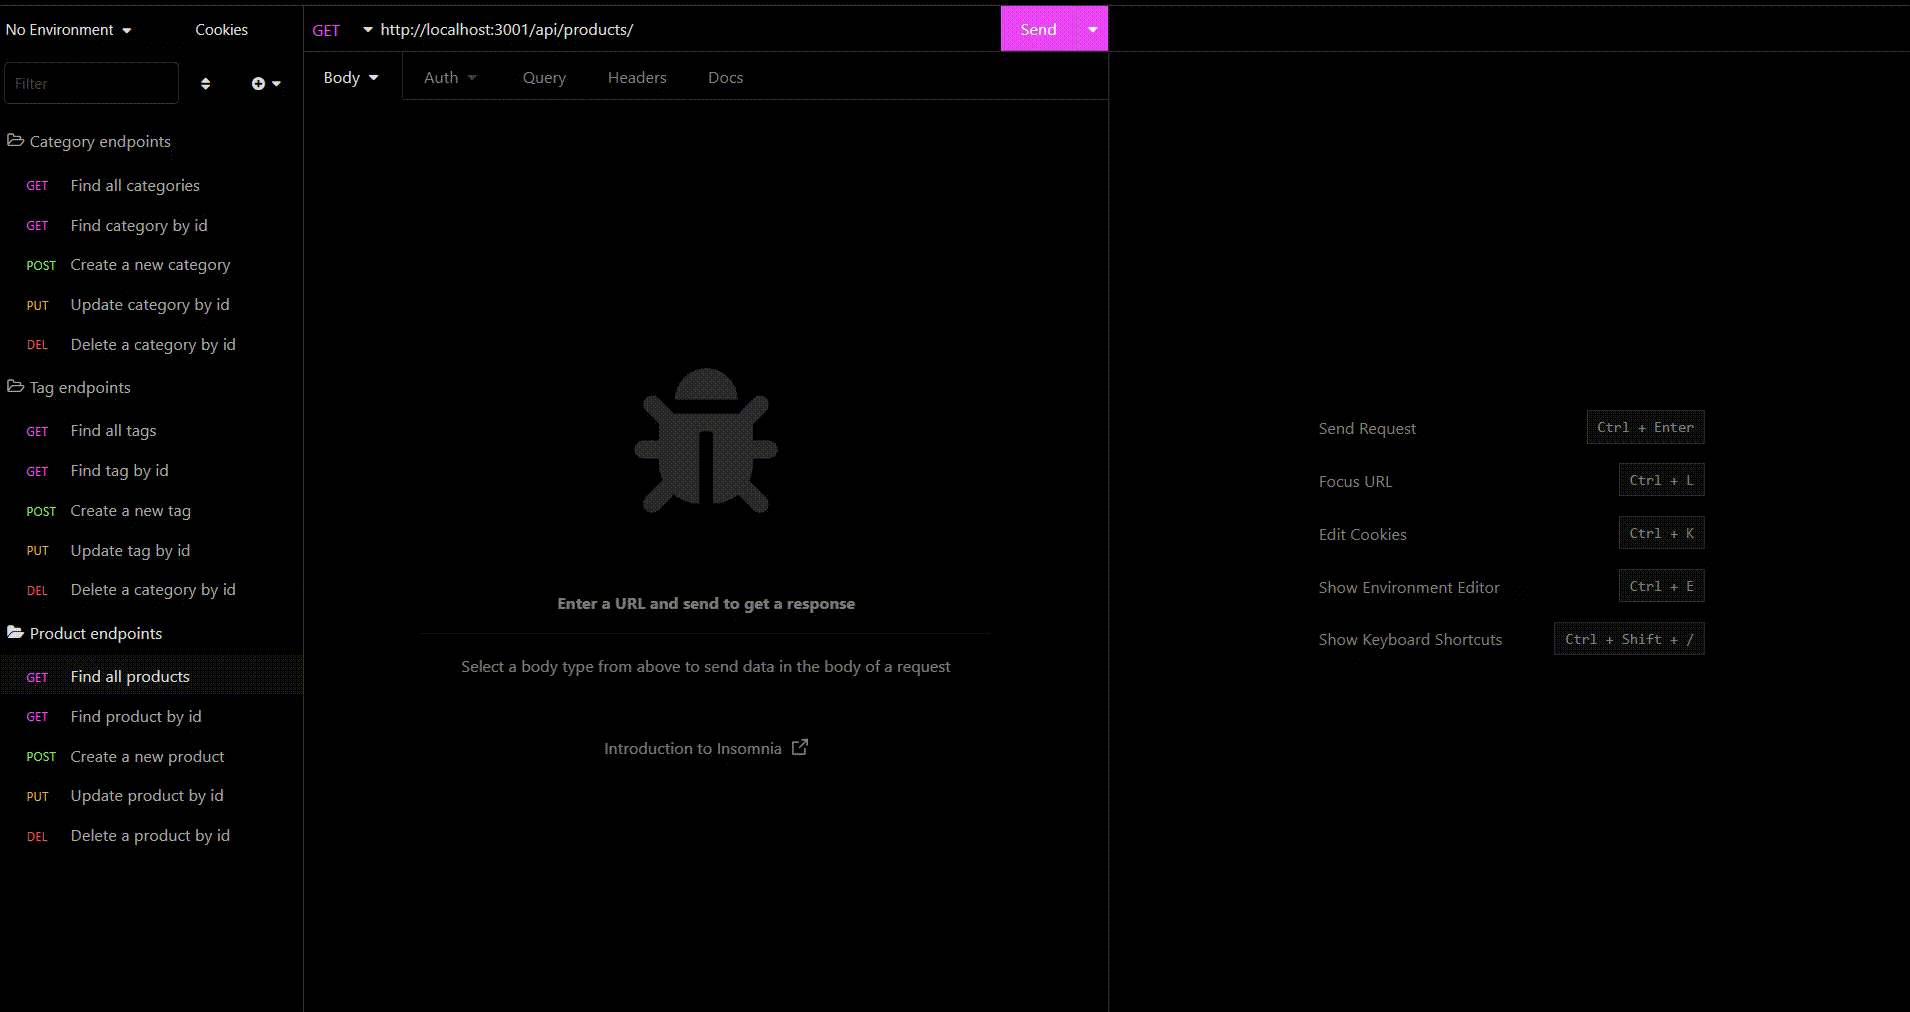 No Environment
Cookies
GET
http://localhost:3001/api/products/
Send
Filter
Body
Auth
Query
Headers
Docs
Category endpoints
GET Find all categories
GET Find category by id
POST Create a new category
PUT Update category by id
DEL Delete a category by id
Tag endpoints
GET Find all tags
GET Find tag by id
POST Create a new tag
PUT Update tag by id
DEL Delete a category by id
Product endpoints
GET Find all products
GET Find product by id
POST Create a new product
PUT Update product by id
DEL Delete a product by id
Enter a URL and send to get a response
Select a body type from above to send data in the body of a request
Introduction to Insomnia
Send Request Ctrl + Enter
Focus URL Ctrl + L
Edit Cookies Ctrl + K
Show Environment Editor Ctrl + E
Show Keyboard Shortcuts Ctrl + Shift + /